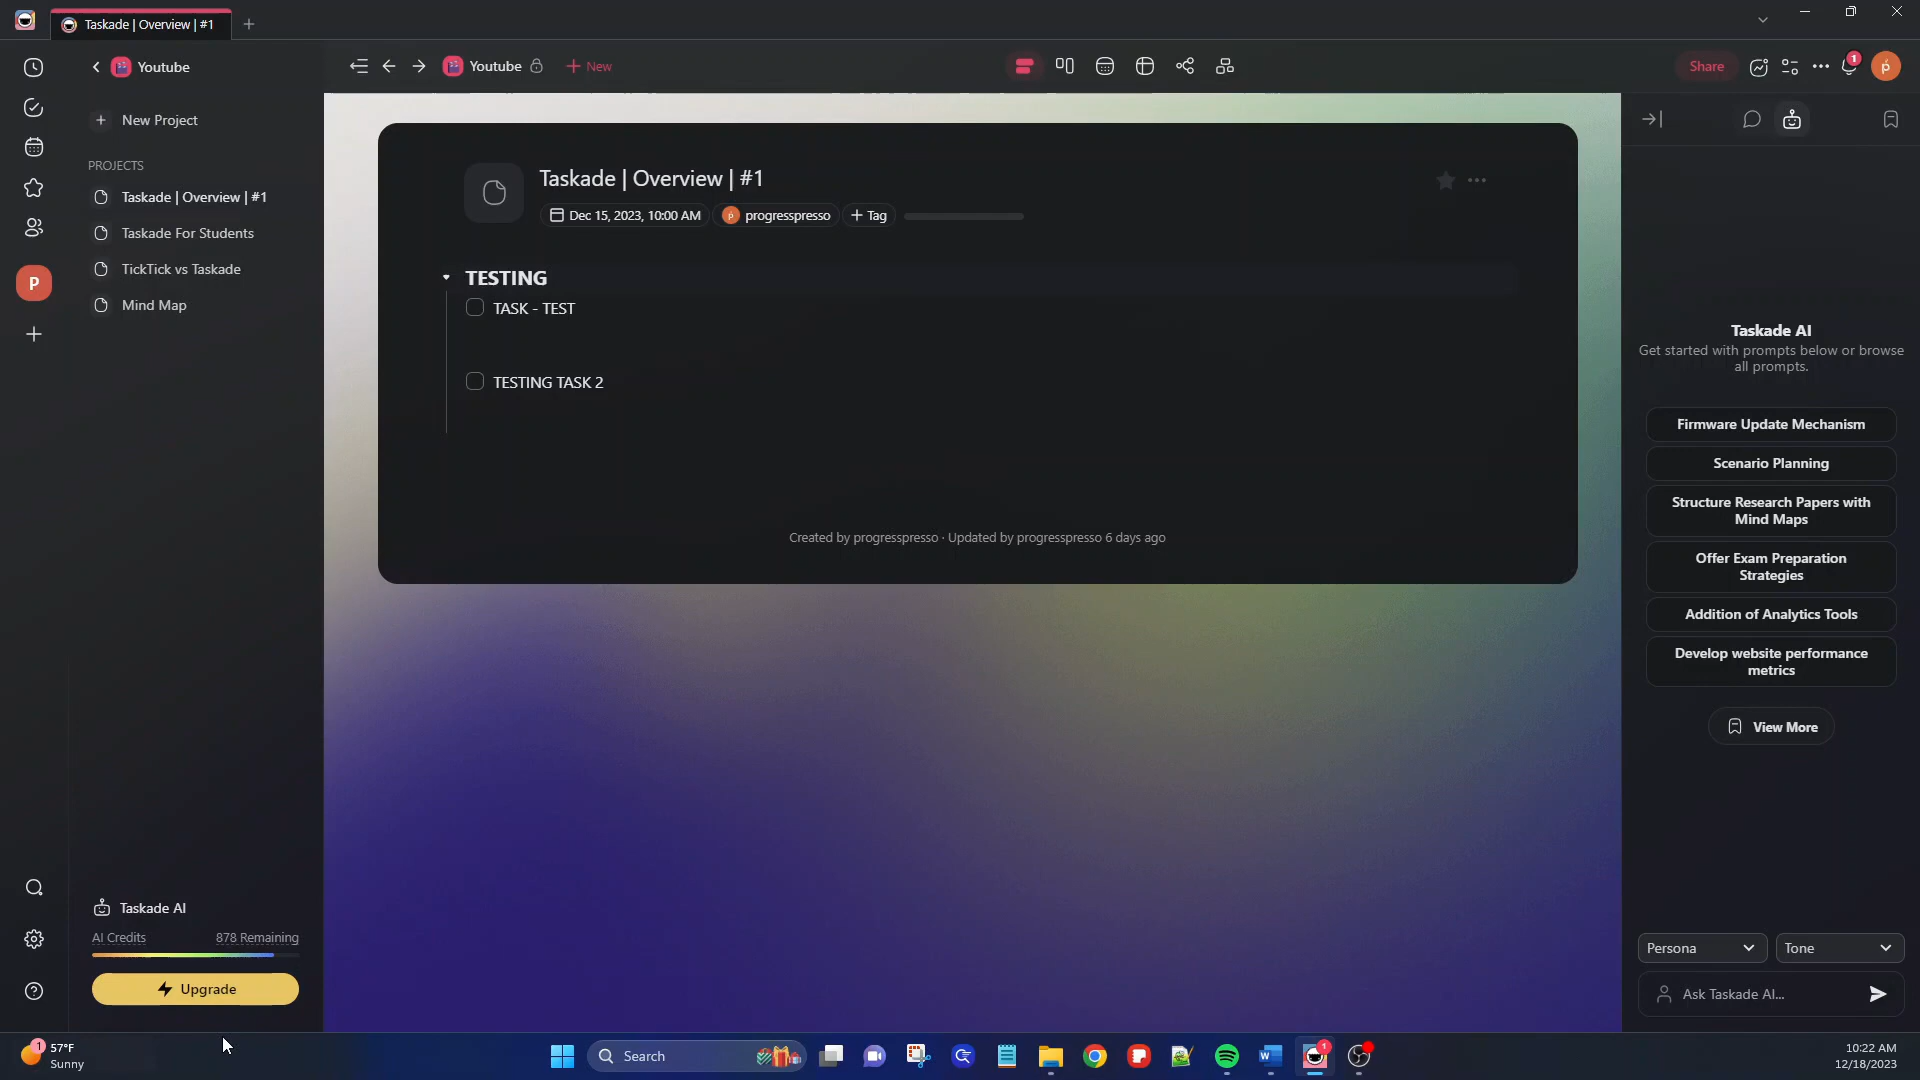 Taskade | Overview | #1
Youtube
New Project
PROJECTS
Taskade | Overview | #1
Taskade For Students
TickTick vs Taskade
Mind Map
P
Taskade AI
AI Credits
878 Remaining
Upgrade
Youtube
New
Share
1
ṕ
Taskade | Overview | #1
Dec 15, 2023, 10:00 AM
ṕ
progresspresso
+ Tag
TESTING
TASK - TEST
TESTING TASK 2
Created by progresspresso · Updated by progresspresso 6 days ago
Taskade AI
Get started with prompts below or browse
all prompts.
Firmware Update Mechanism
Scenario Planning
Structure Research Papers with
Mind Maps
Offer Exam Preparation
Strategies
Addition of Analytics Tools
Develop website performance
metrics
View More
Persona
Tone
Ask Taskade AI...
1
57°F
Sunny
Search
W
1
10:22 AM
12/18/2023